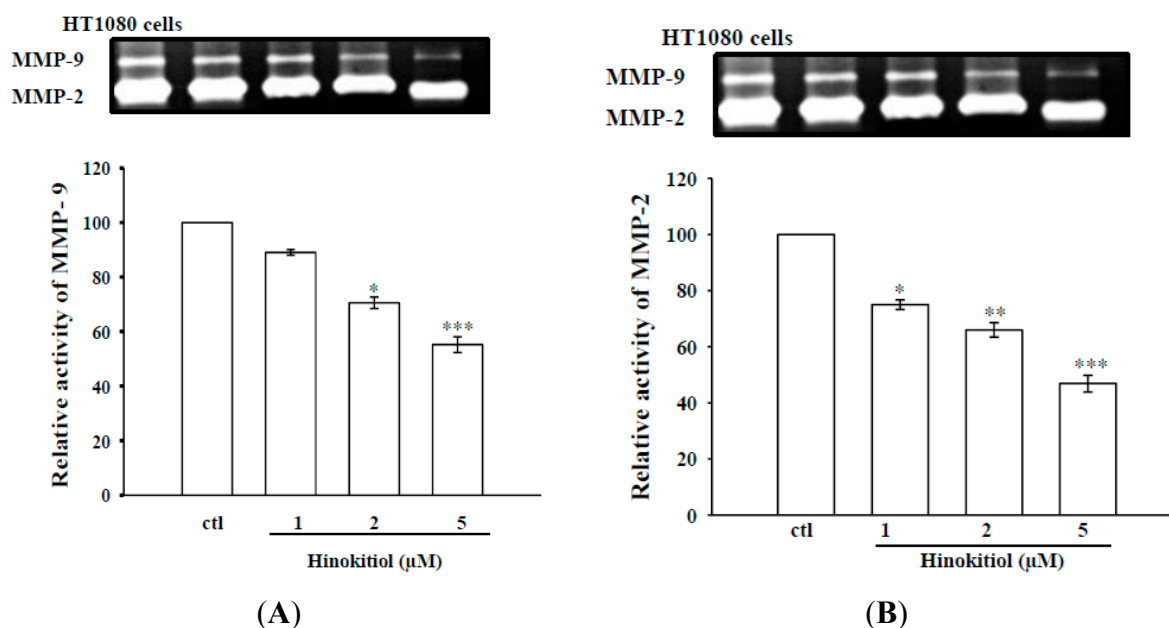 HT1080 cells
MMP-9
MMP-2
Relative activity of MMP- 9
120
100
80
60
40
20
0
*
***
ctl
1
2
5
Hinokitiol (µM)
(A)
HT1080 cells
MMP-9
MMP-2
Relative activity of MMP-2
120
100
80
60
40
20
0
*
**
***
ctl
1
2
5
Hinokitiol (µM)
(B)